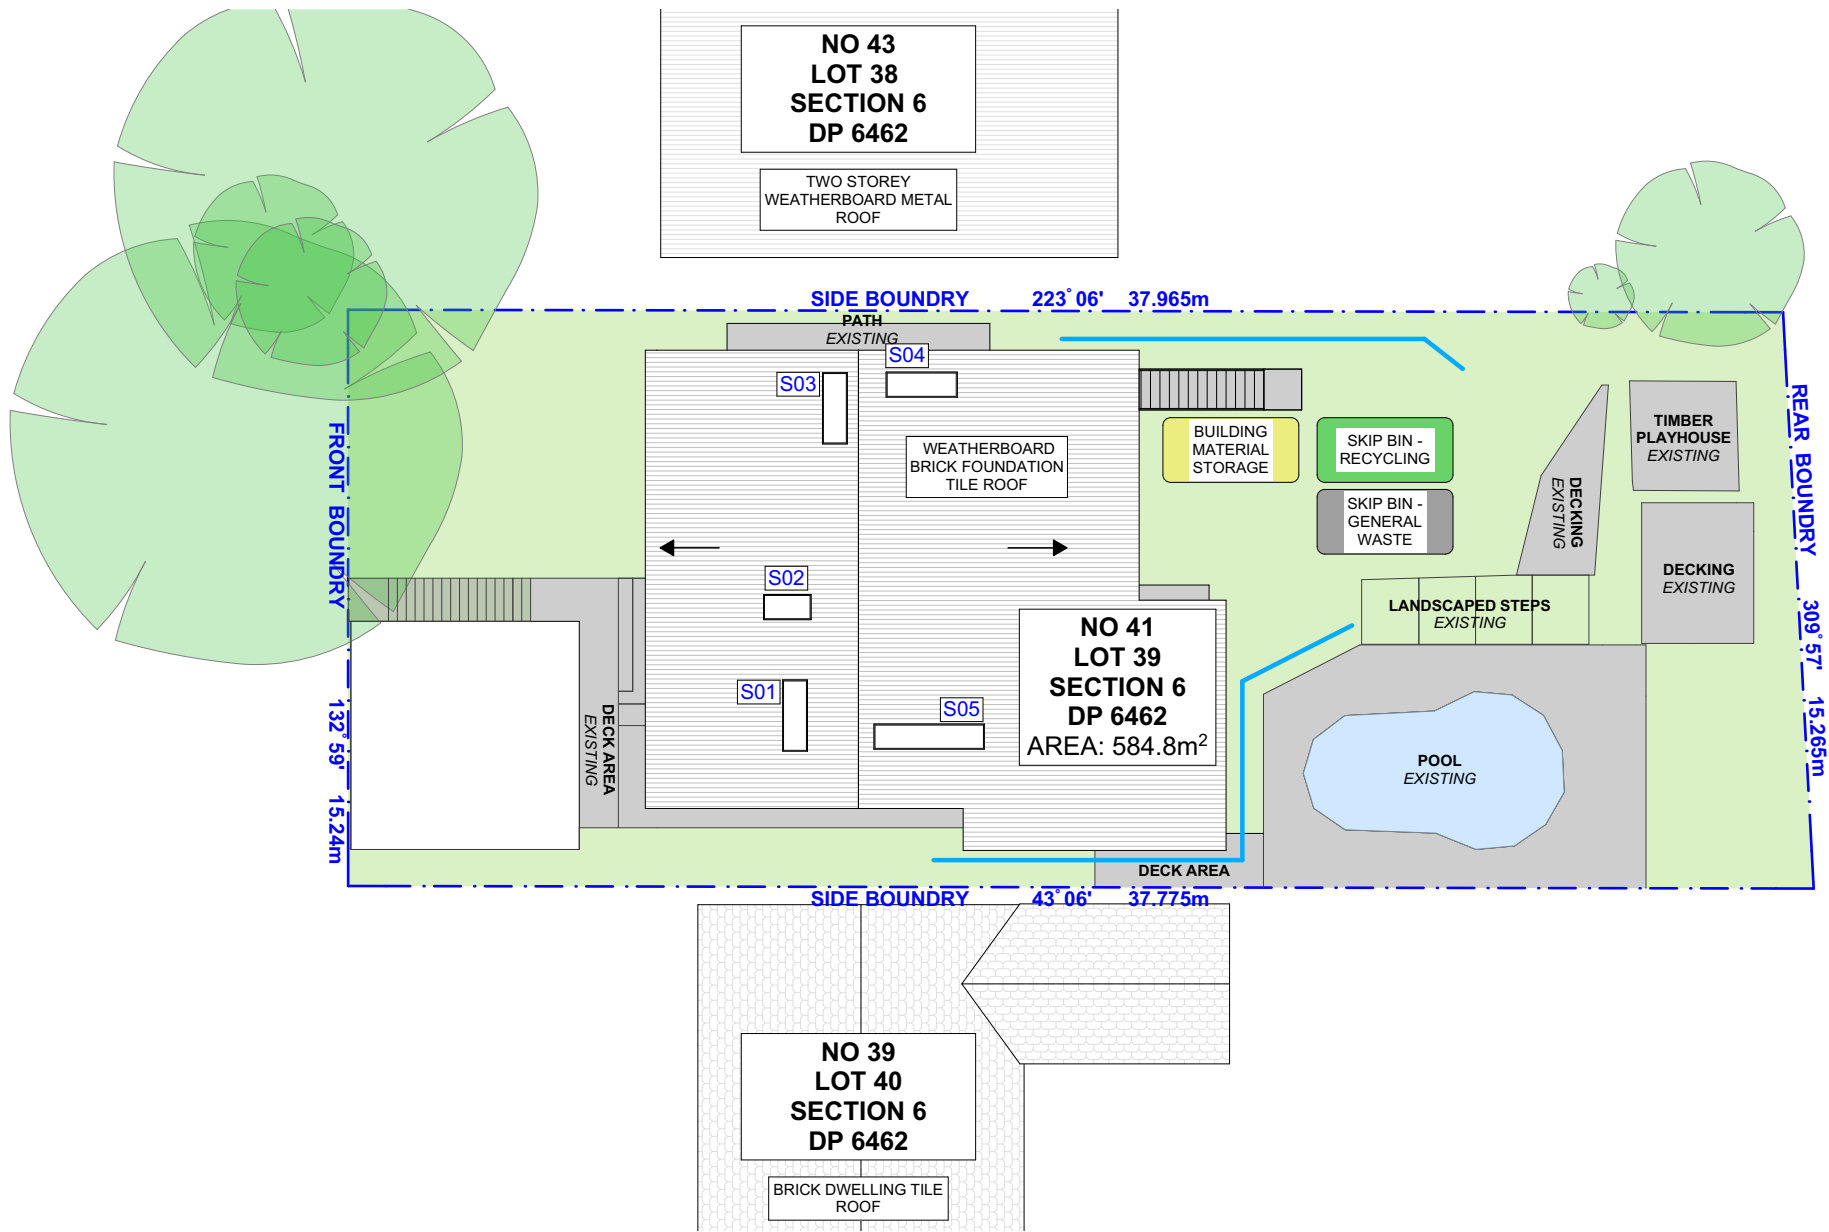 NO 43
LOT 38
SECTION 6
DP 6462
TWO STOREY
WEATHERBOARD METAL
ROOF
SIDE BOUNDRY 223° 06' 37.965m
PATH
EXISTING
S04
S03
WEATHERBOARD
BRICK FOUNDATION
TILE ROOF
BUILDING
MATERIAL
STORAGE
SKIP BIN -
RECYCLING
SKIP BIN -
GENERAL
WASTE
DECKING
EXISTING
TIMBER
PLAYHOUSE
EXISTING
DECKING
EXISTING
REAR BOUNDRY 309° 57' 15.265m
FRONT BOUNDRY 132° 59' 15.24m
S02
S01
S05
DECK AREA
EXISTING
NO 41
LOT 39
SECTION 6
DP 6462
AREA: 584.8m²
LANDSCAPED STEPS
EXISTING
POOL
EXISTING
DECK AREA
SIDE BOUNDRY 43° 06' 37.775m
NO 39
LOT 40
SECTION 6
DP 6462
BRICK DWELLING TILE
ROOF